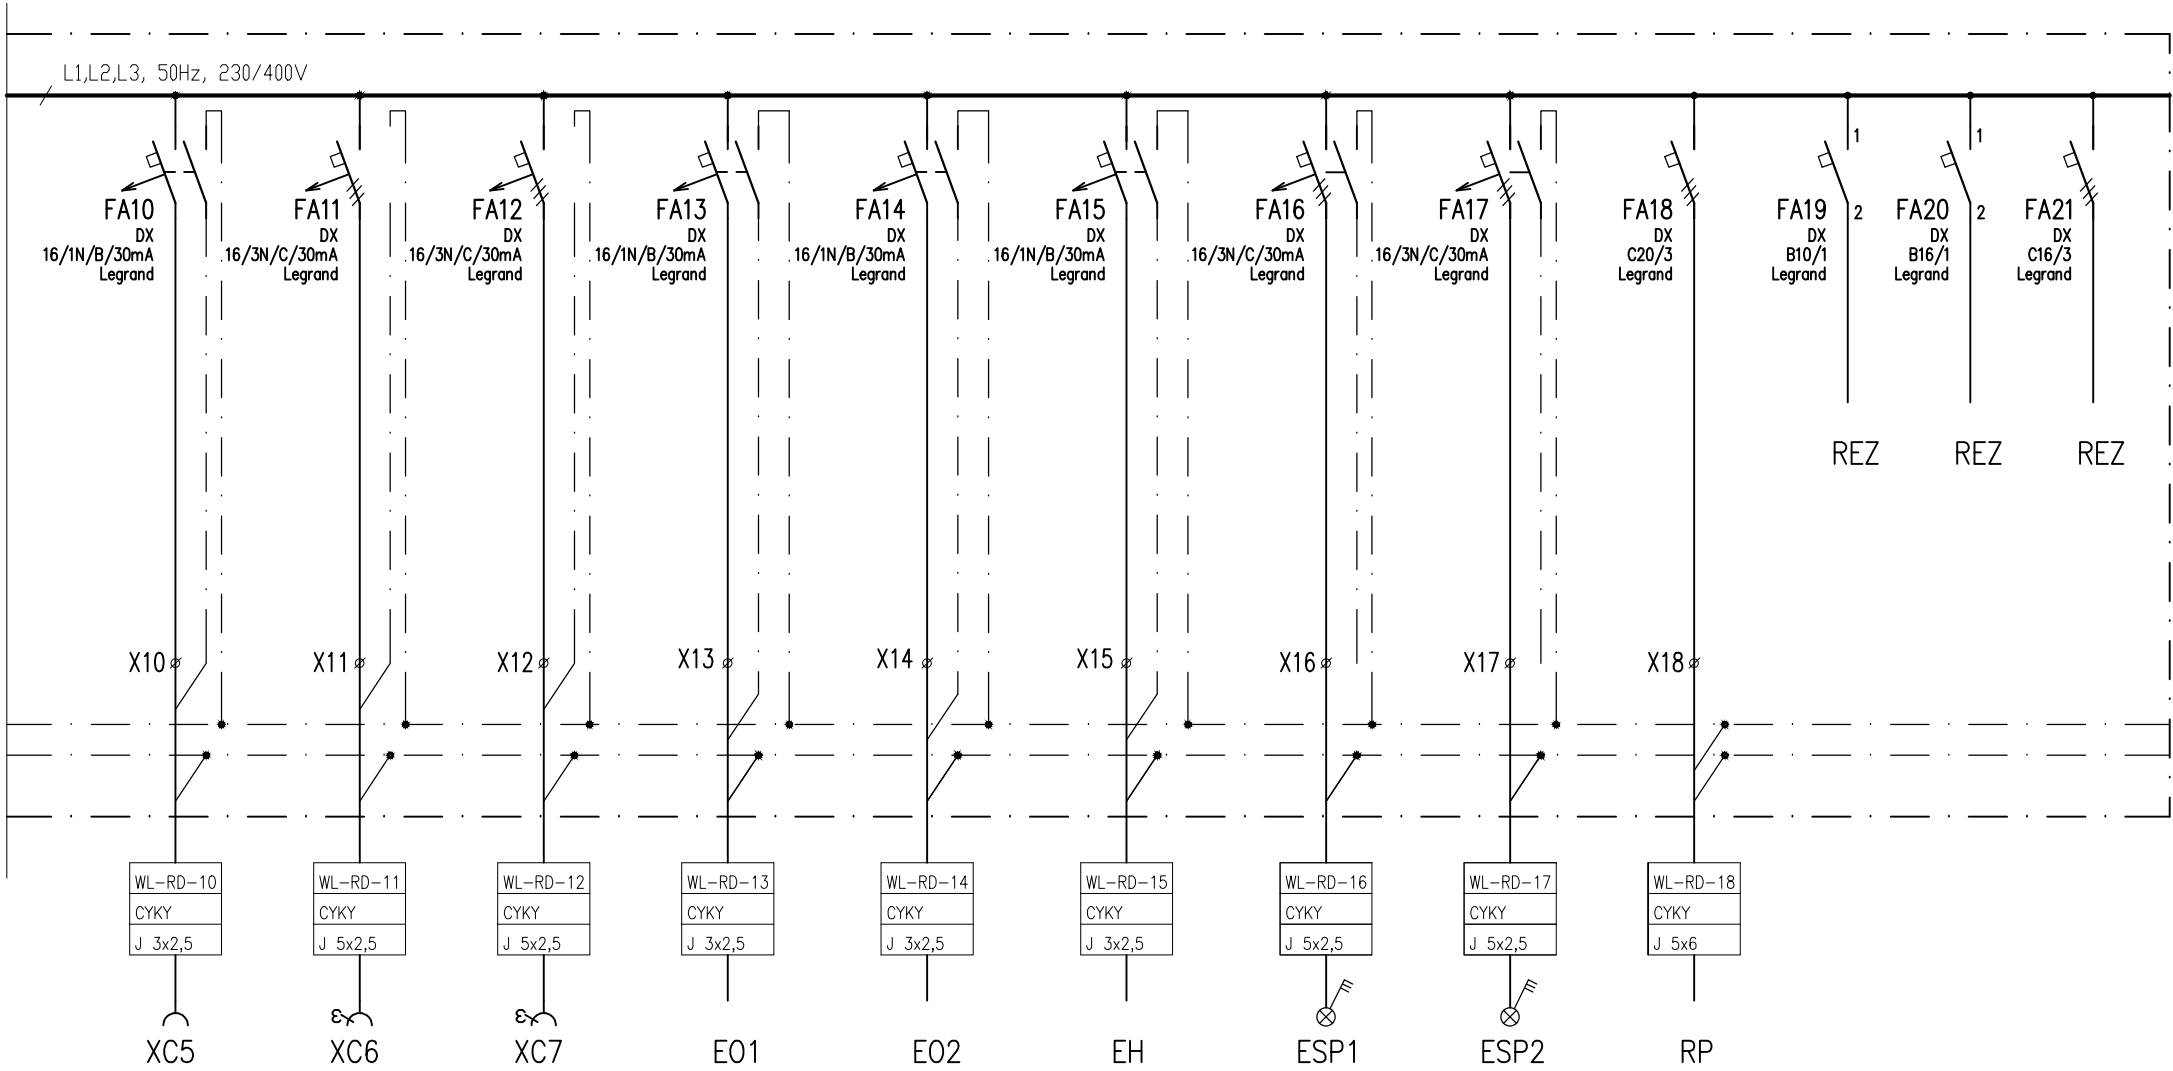 L1,L2,L3, 50Hz, 230/400V
FA10
DX
16/1N/B/30mA
Legrand
FA11
DX
16/3N/C/30mA
Legrand
FA12
DX
16/3N/C/30mA
Legrand
FA13
DX
16/1N/B/30mA
Legrand
FA14
DX
16/1N/B/30mA
Legrand
FA15
DX
16/1N/B/30mA
Legrand
FA16
DX
16/3N/C/30mA
Legrand
FA17
DX
16/3N/C/30mA
Legrand
FA18
DX
C20/3
Legrand
1
FA19 2
DX
B10/1
Legrand
1
FA20 2
DX
B16/1
Legrand
FA21
DX
C16/3
Legrand
REZ
REZ
REZ
X10
X11
X12
X13
X14
X15
X16
X17
X18
WL-RD-10
CYKY
J 3x2,5
WL-RD-11
CYKY
J 5x2,5
WL-RD-12
CYKY
J 5x2,5
WL-RD-13
CYKY
J 3x2,5
WL-RD-14
CYKY
J 3x2,5
WL-RD-15
CYKY
J 3x2,5
WL-RD-16
CYKY
J 5x2,5
WL-RD-17
CYKY
J 5x2,5
WL-RD-18
CYKY
J 5x6
3
3
XC5
XC6
XC7
EO1
EO2
EH
ESP1
ESP2
RP